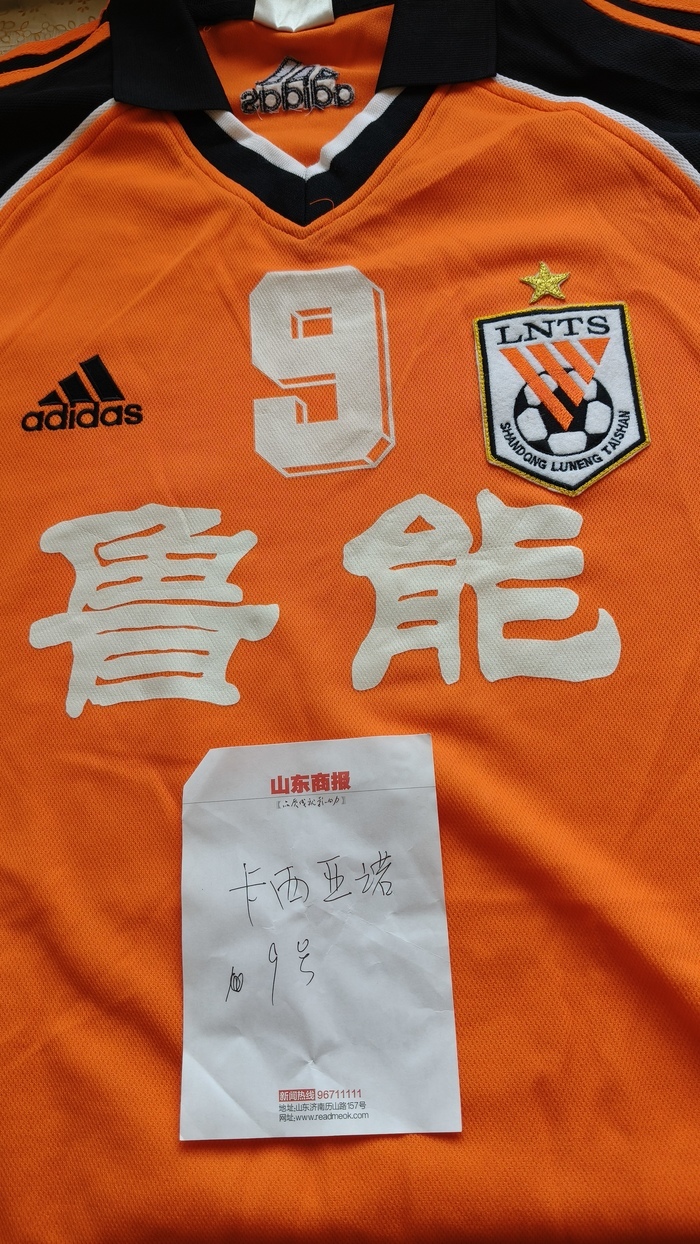 adidas
9
LNTS
SHANDONG LUNENG TAISHAN
adidas
鲁能
山东商报
卡西亚诺
9号
新闻热线 96711111
地址:山东济南历山路157号
网址:www.readmeok.com